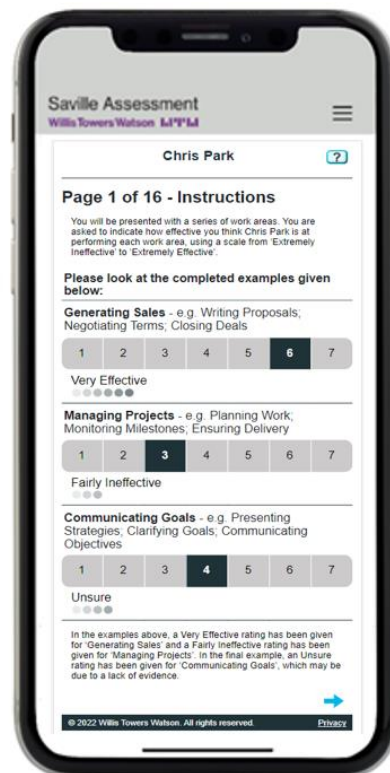 Saville Assessment
Willis Towers Watson
Chris Park
?
Page 1 of 16 - Instructions
You will be presented with a series of work areas. You are
asked to indicate how effective you think Chris Park is at
performing each work area, using a scale from 'Extremely
Ineffective' to 'Extremely Effective'.
Please look at the completed examples given
below:
Generating Sales - e.g. Writing Proposals;
Negotiating Terms; Closing Deals
1 2 3 4 5 6 7
Very Effective
Managing Projects - e.g. Planning Work;
Monitoring Milestones; Ensuring Delivery
1 2 3 4 5 6 7
Fairly Ineffective
Communicating Goals - e.g. Presenting
Strategies; Clarifying Goals; Communicating
Objectives
1 2 3 4 5 6 7
Unsure
In the examples above, a Very Effective rating has been given
for 'Generating Sales' and a Fairly Ineffective rating has been
given for 'Managing Projects'. In the final example, an Unsure
rating has been given for 'Communicating Goals', which may be
due to a lack of evidence.
© 2022 Willis Towers Watson. All rights reserved. Privacy